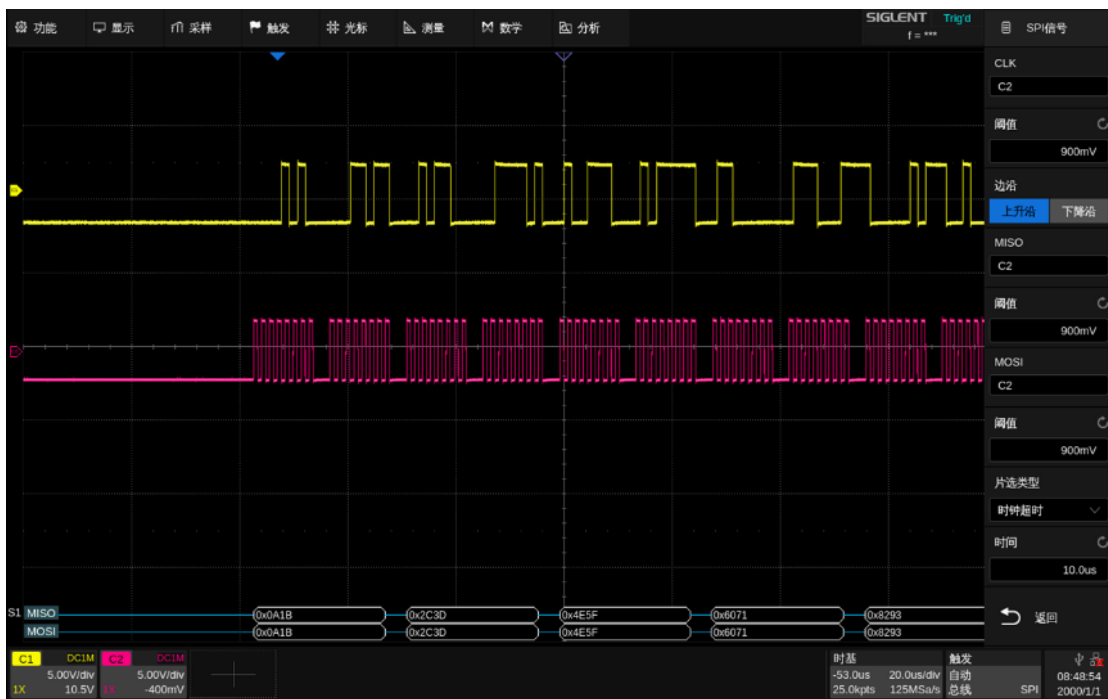 功能 显示 采样 触发 光标 测量 数学 分析 SIGLENT Trig'd
f = ***
SPI信号
CLK
C2
阈值
900mV
边沿
上升沿 下降沿
MISO
C2
阈值
900mV
MOSI
C2
阈值
900mV
片选类型
时钟超时
时间
10.0us
返回
S1 MISO 0x0A1B 0x2C3D 0x4E5F 0x6071 0x8293
MOSI 0x0A1B 0x2C3D 0x4E5F 0x6071 0x8293
C1 DC1M C2 DC1M 时基 触发
5.00V/div 5.00V/div -53.0us 20.0us/div 自动
1X 10.5V 1X -400mV 25.0kpts 125MSa/s 总线 SPI
08:48:54
2000/1/1